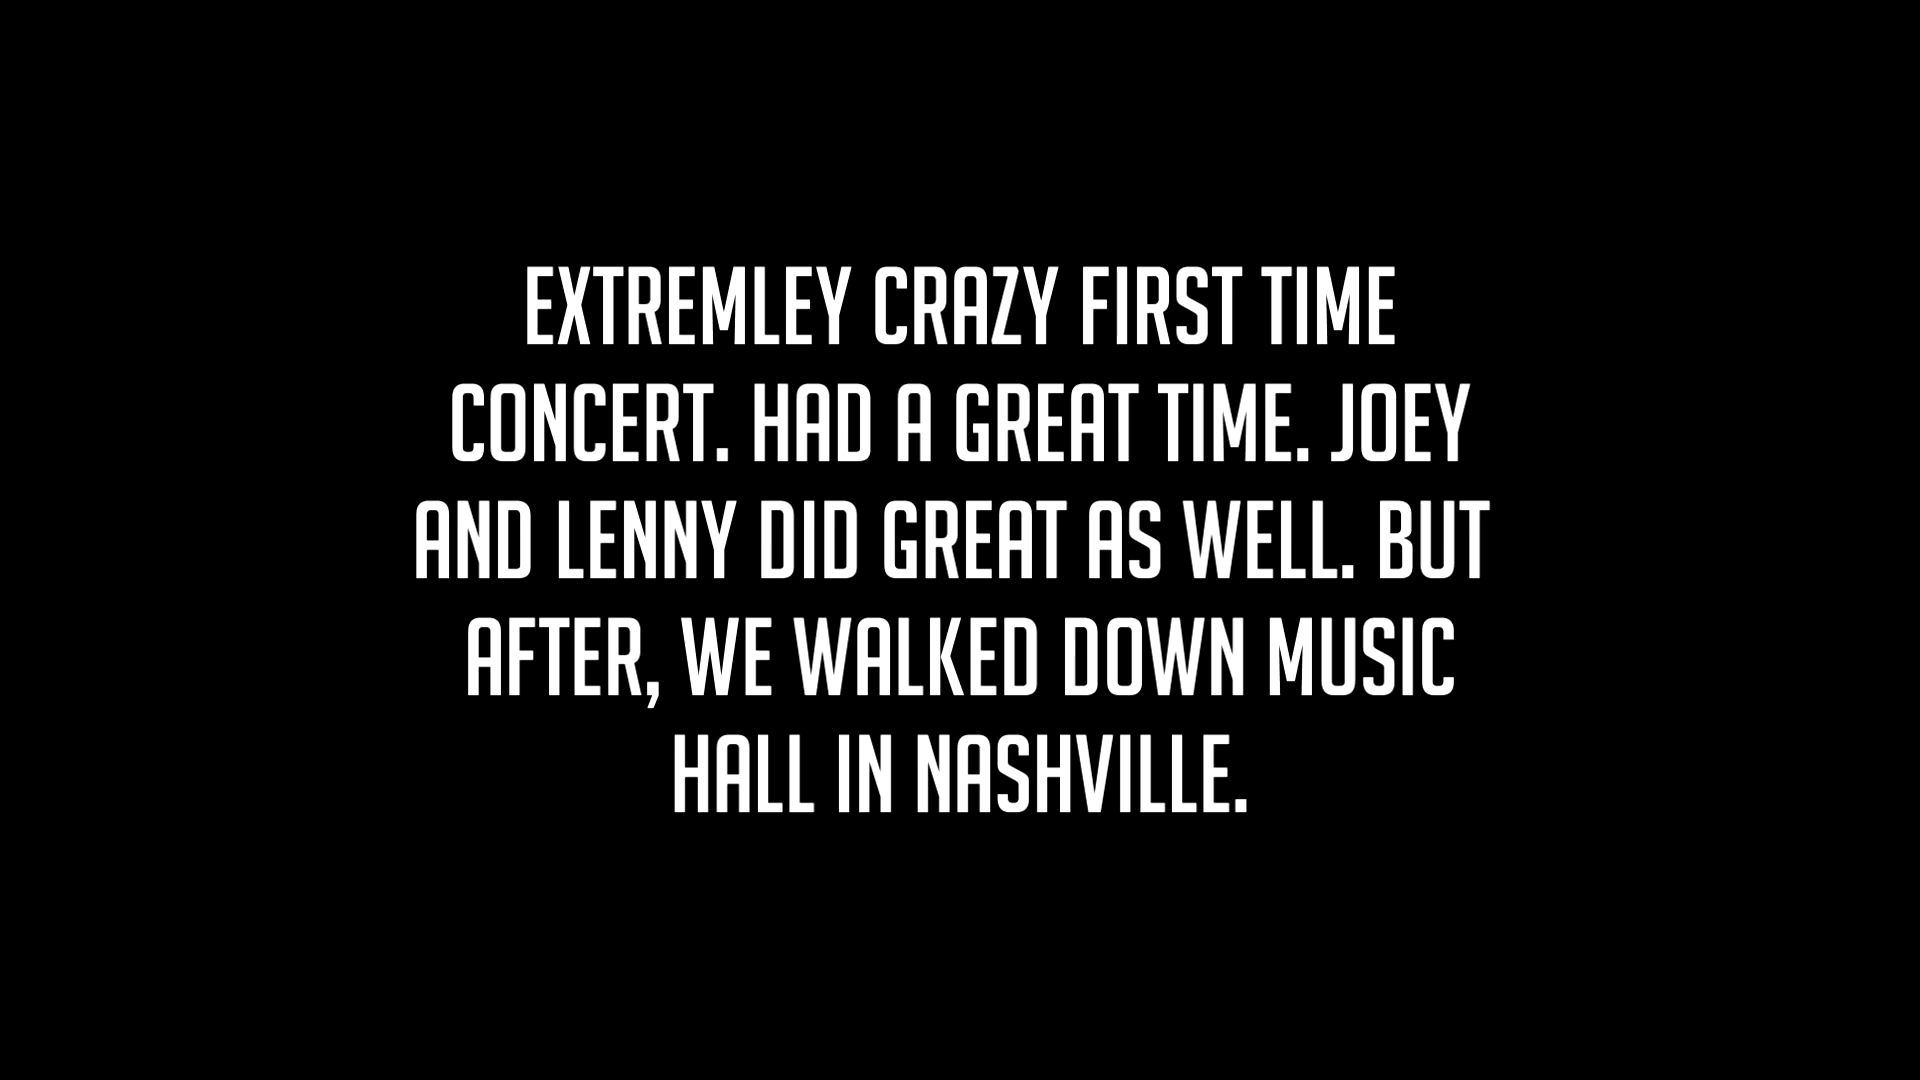 EXTREMLEY CRAZY FIRST TIME
CONCERT. HAD A GREAT TIME. JOEY
AND LENNY DID GREAT AS WELL. BUT
AFTER, WE WALKED DOWN MUSIC
HALL IN NASHVILLE.